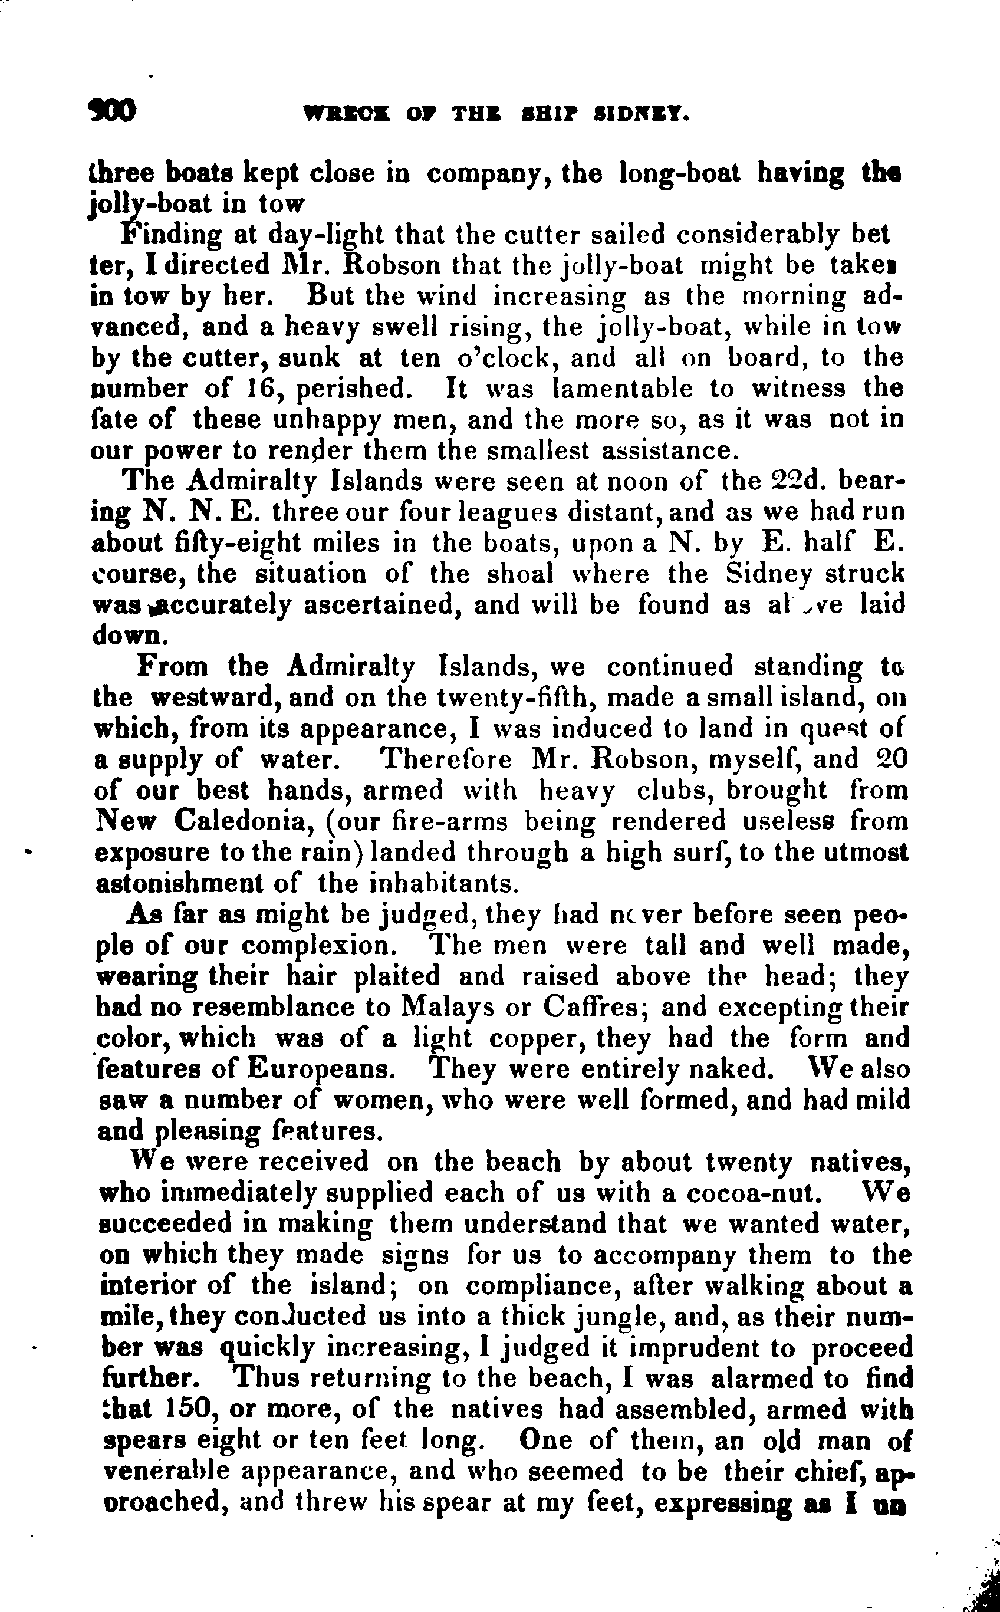 900 WRECK OF THE SHIP SIDNEY.
three boats kept close in company, the long-boat having the
jolly-boat in tow
Finding at day-light that the cutter sailed considerably bet
ter, I directed Mr. Robson that the jolly-boat might be taken
in tow by her. But the wind increasing as the morning ad-
vanced, and a heavy swell rising, the jolly-boat, while in tow
by the cutter, sunk at ten o'clock, and all on board, to the
number of 16, perished. It was lamentable to witness the
fate of these unhappy men, and the more so, as it was not in
our power to render them the smallest assistance.
The Admiralty Islands were seen at noon of the 22d. bear-
ing N. N. E. three our four leagues distant, and as we had run
about fifty-eight miles in the boats, upon a N. by E. half E.
course, the situation of the shoal where the Sidney struck
was accurately ascertained, and will be found as above laid
down.
From the Admiralty Islands, we continued standing to
the westward, and on the twenty-fifth, made a small island, on
which, from its appearance, I was induced to land in quest of
a supply of water. Therefore Mr. Robson, myself, and 20
of our best hands, armed with heavy clubs, brought from
New Caledonia, (our fire-arms being rendered useless from
exposure to the rain) landed through a high surf, to the utmost
astonishment of the inhabitants.
As far as might be judged, they had never before seen peo-
ple of our complexion. The men were tall and well made,
wearing their hair plaited and raised above the head; they
had no resemblance to Malays or Caffres; and excepting their
color, which was of a light copper, they had the form and
features of Europeans. They were entirely naked. We also
saw a number of women, who were well formed, and had mild
and pleasing features.
We were received on the beach by about twenty natives,
who immediately supplied each of us with a cocoa-nut. We
succeeded in making them understand that we wanted water,
on which they made signs for us to accompany them to the
interior of the island; on compliance, after walking about a
mile, they conducted us into a thick jungle, and, as their num-
ber was quickly increasing, I judged it imprudent to proceed
further. Thus returning to the beach, I was alarmed to find
that 150, or more, of the natives had assembled, armed with
spears eight or ten feet long. One of them, an old man of
venerable appearance, and who seemed to be their chief, ap-
proached, and threw his spear at my feet, expressing as I un